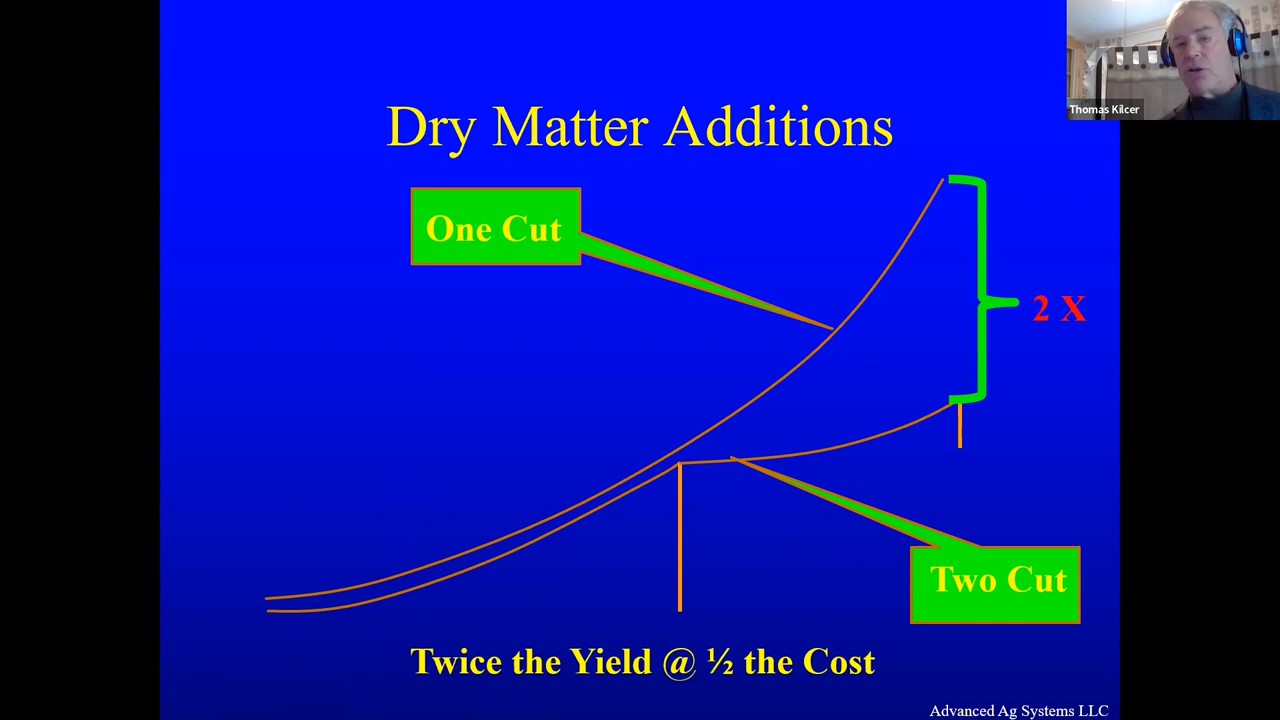 Thomas Kilcer
Dry Matter Additions
One Cut
2 X
Two Cut
Twice the Yield @ ½ the Cost
Advanced Ag Systems LLC